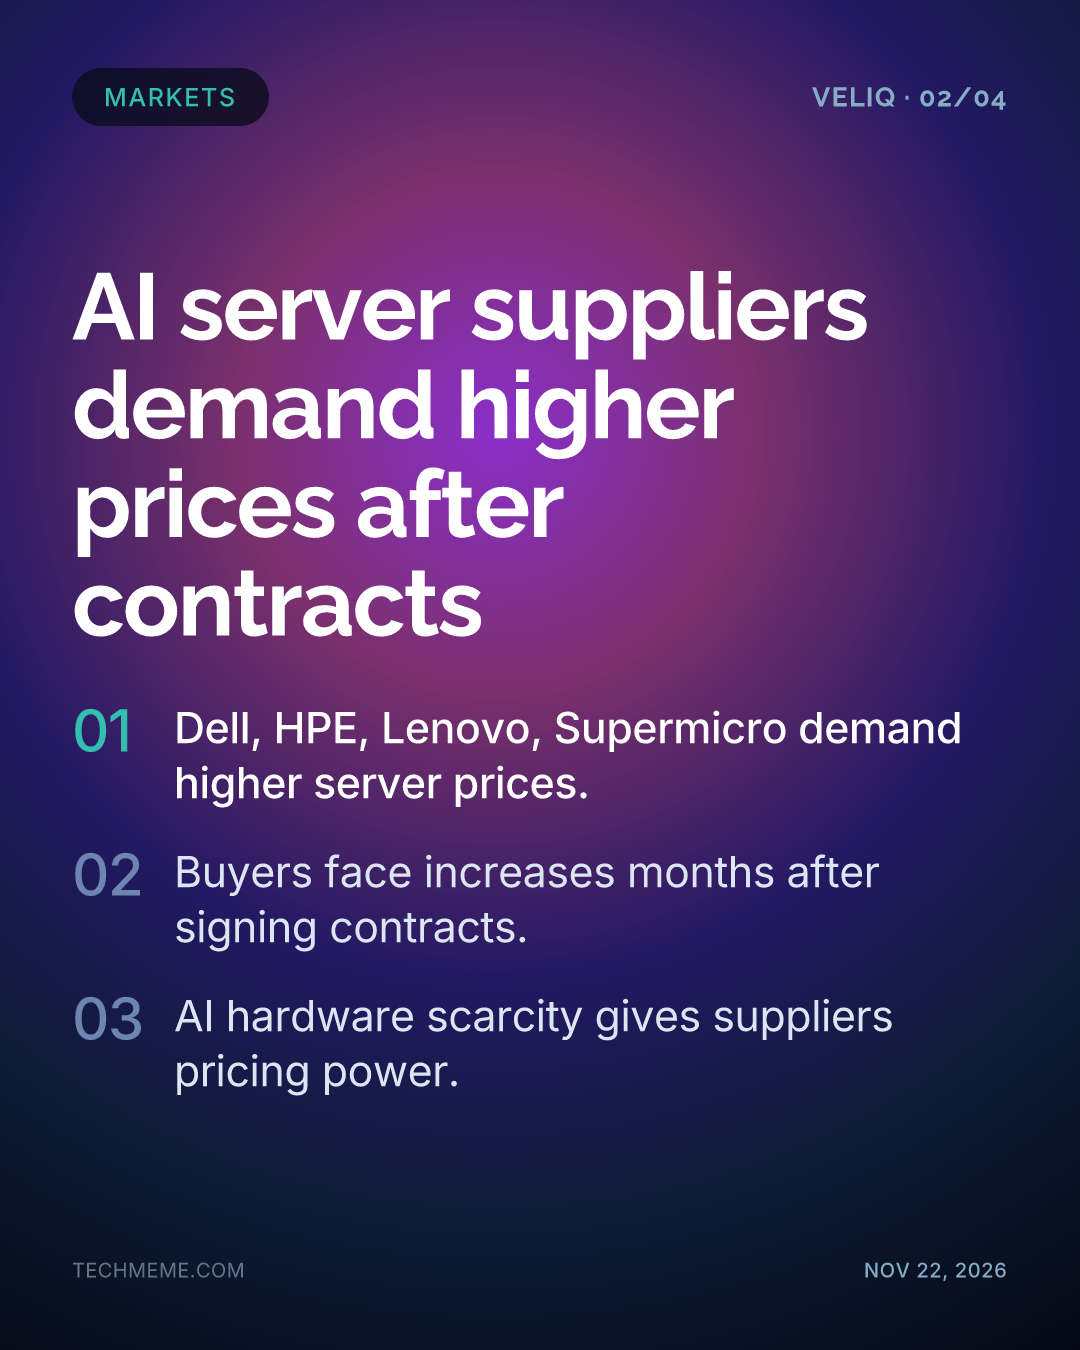 MARKETS
VELIQ · 02/04
AI server suppliers
demand higher
prices after
contracts
01 Dell, HPE, Lenovo, Supermicro demand
higher server prices.
02 Buyers face increases months after
signing contracts.
03 AI hardware scarcity gives suppliers
pricing power.
TECHMEME.COM
NOV 22, 2026